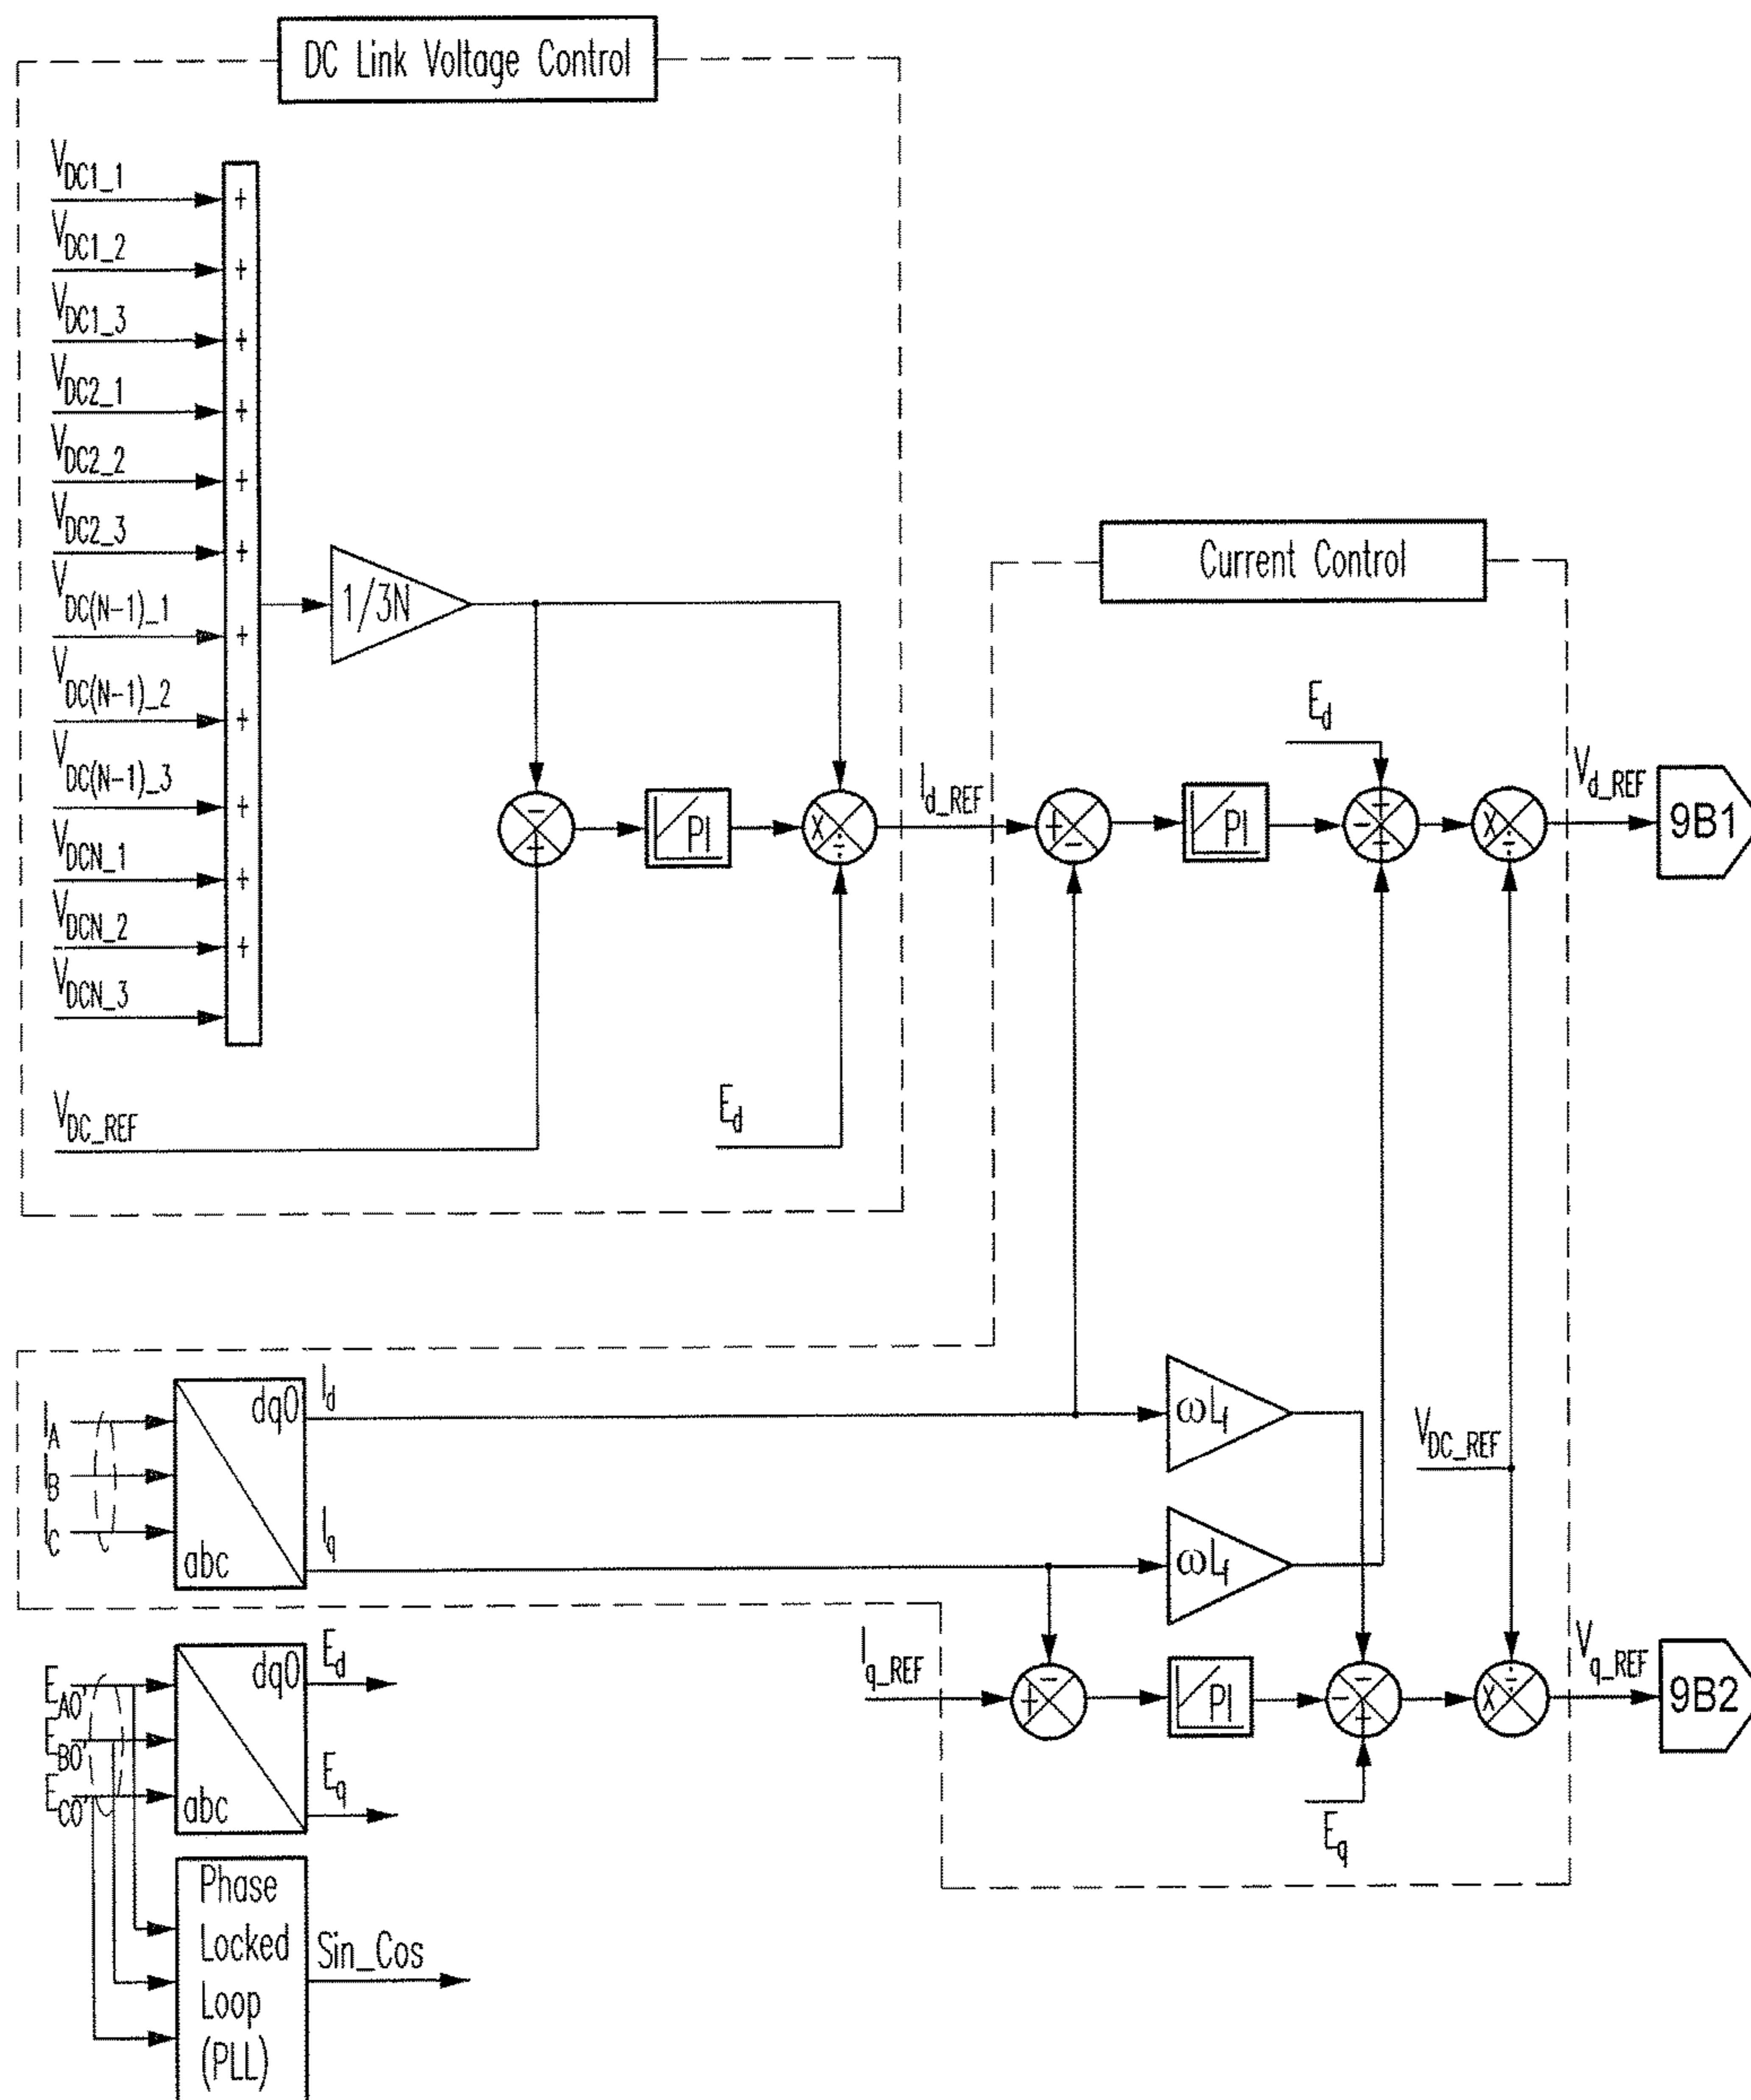 DC Link Voltage Control
V_DC1_1
+
V_DC1_2
+
V_DC1_3
+
V_DC2_1
+
V_DC2_2
+
V_DC2_3
+
V_DC(N-1)_1
+
V_DC(N-1)_2
+
V_DC(N-1)_3
+
V_DCN_1
+
V_DCN_2
+
V_DCN_3
1/3N
- +
PI
x ÷
V_DC_REF
E_d
I_d_REF
Current Control
+ -
PI
E_d
+ - +
x ÷
V_d_REF
9B1
I_A
I_B
I_C
dq0
abc
I_d
I_q
ωL_f
ωL_f
V_DC_REF
I_q_REF
+ -
PI
- - +
E_q
x ÷
V_q_REF
9B2
E_A0'
E_B0'
E_C0'
dq0
abc
E_d
E_q
Phase
Locked
Loop
(PLL)
Sin_Cos